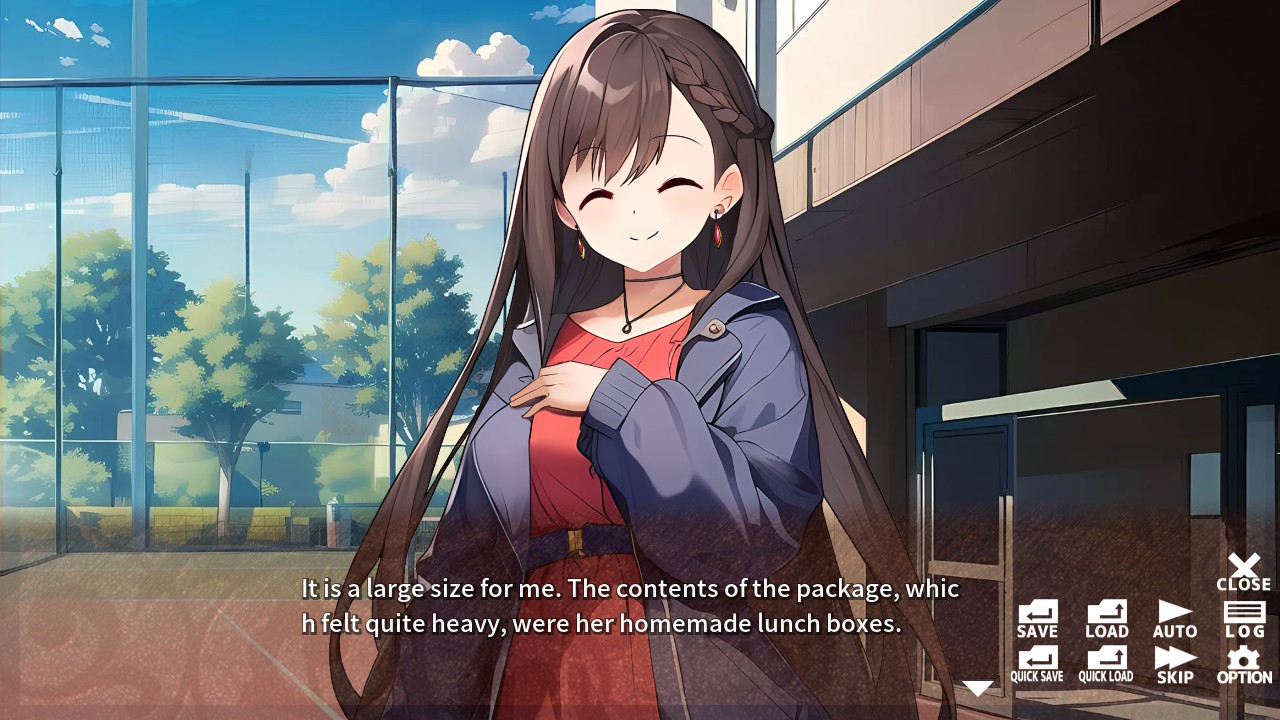 It is a large size for me. The contents of the package, whic
h felt quite heavy, were her homemade lunch boxes.
CLOSE
SAVE LOAD AUTO LOG
QUICK SAVE QUICK LOAD SKIP OPTION